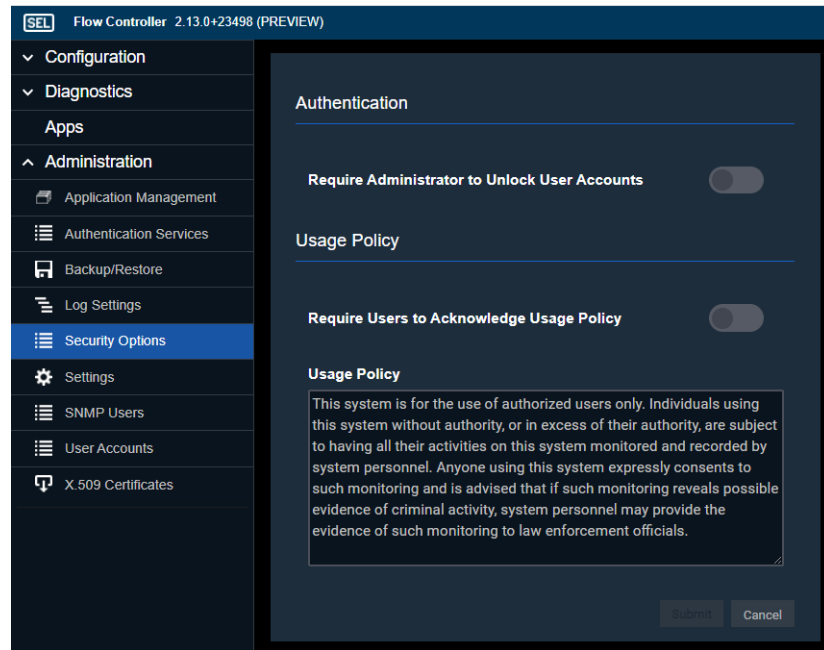 SEL Flow Controller 2.13.0+23498 (PREVIEW)
Configuration
Diagnostics
Apps
Administration
Application Management
Authentication Services
Backup/Restore
Log Settings
Security Options
Settings
SNMP Users
User Accounts
X.509 Certificates
Authentication
Require Administrator to Unlock User Accounts
Usage Policy
Require Users to Acknowledge Usage Policy
Usage Policy
This system is for the use of authorized users only. Individuals using
this system without authority, or in excess of their authority, are subject
to having all their activities on this system monitored and recorded by
system personnel. Anyone using this system expressly consents to
such monitoring and is advised that if such monitoring reveals possible
evidence of criminal activity, system personnel may provide the
evidence of such monitoring to law enforcement officials.
Submit Cancel